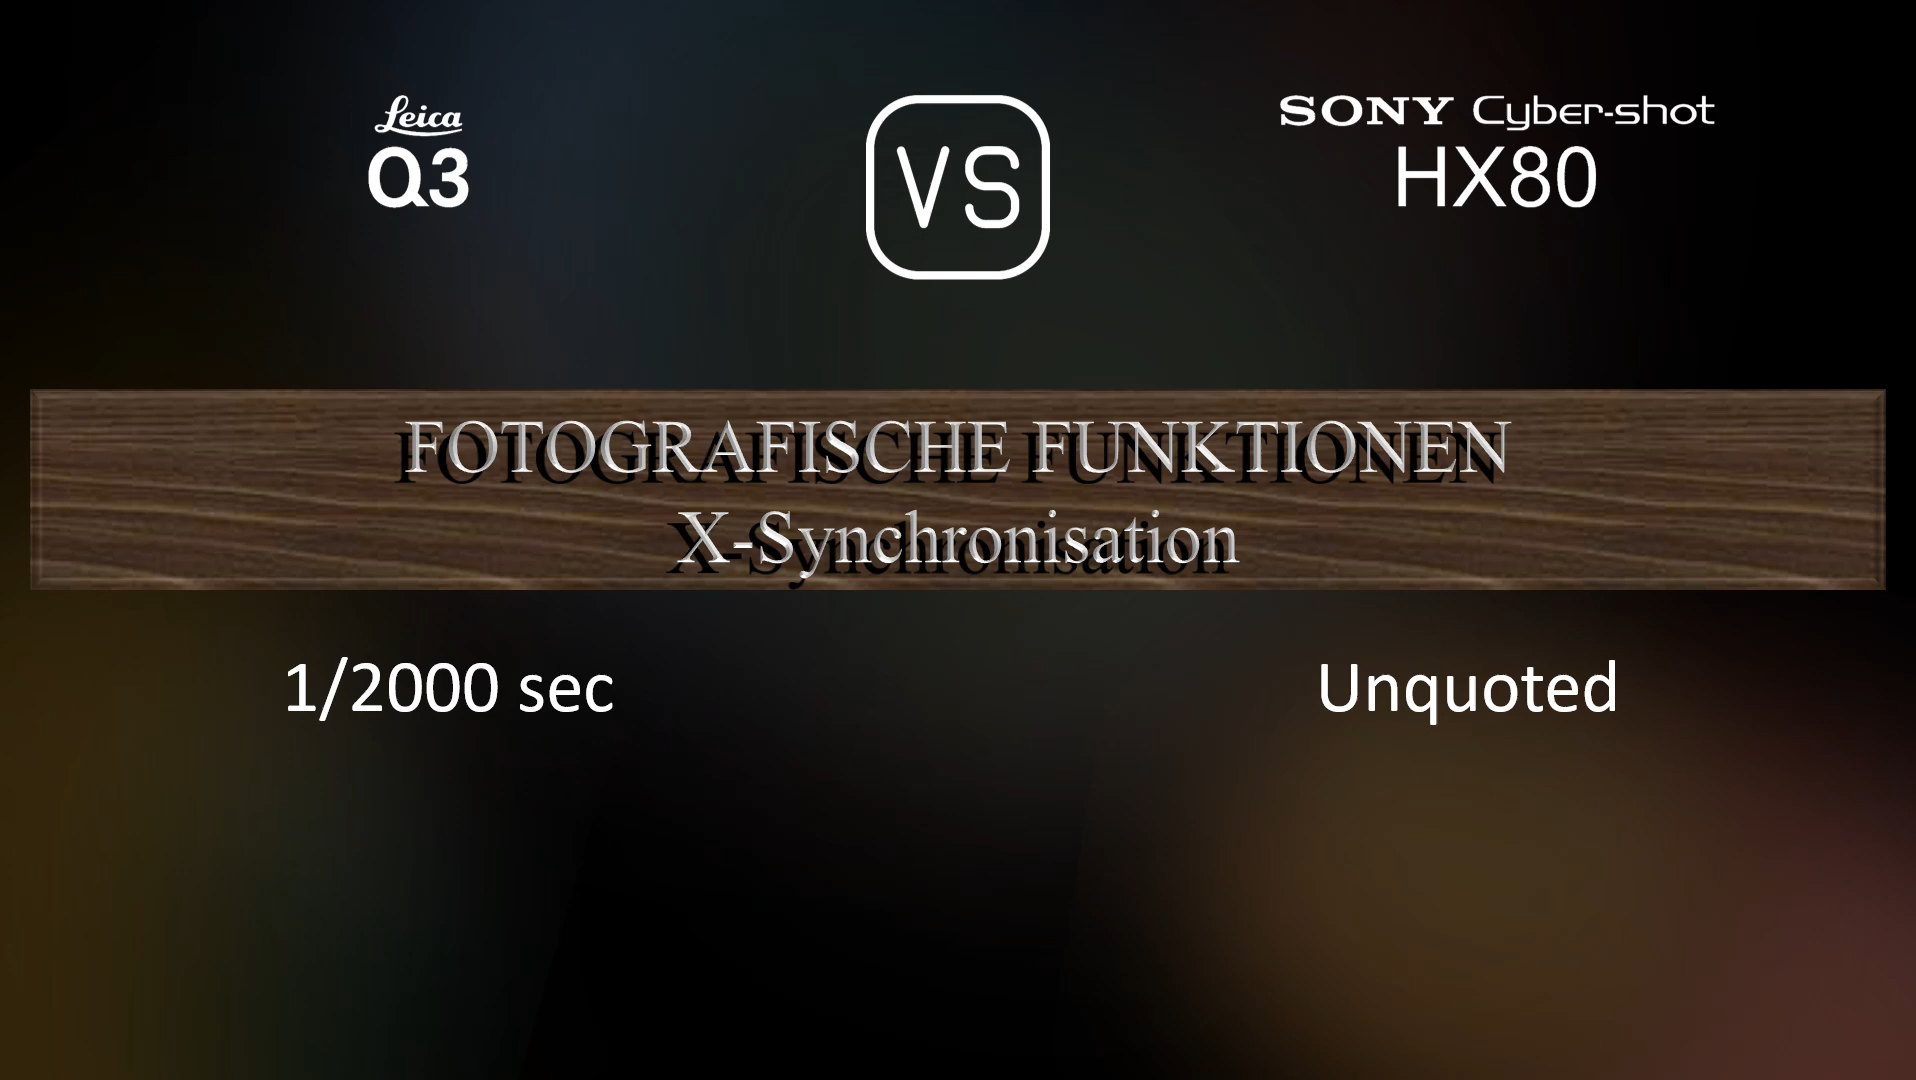 Leica
Q3
VS
SONY Cyber-shot
HX80
FOTOGRAFISCHE FUNKTIONEN
X-Synchronisation
1/2000 sec
Unquoted